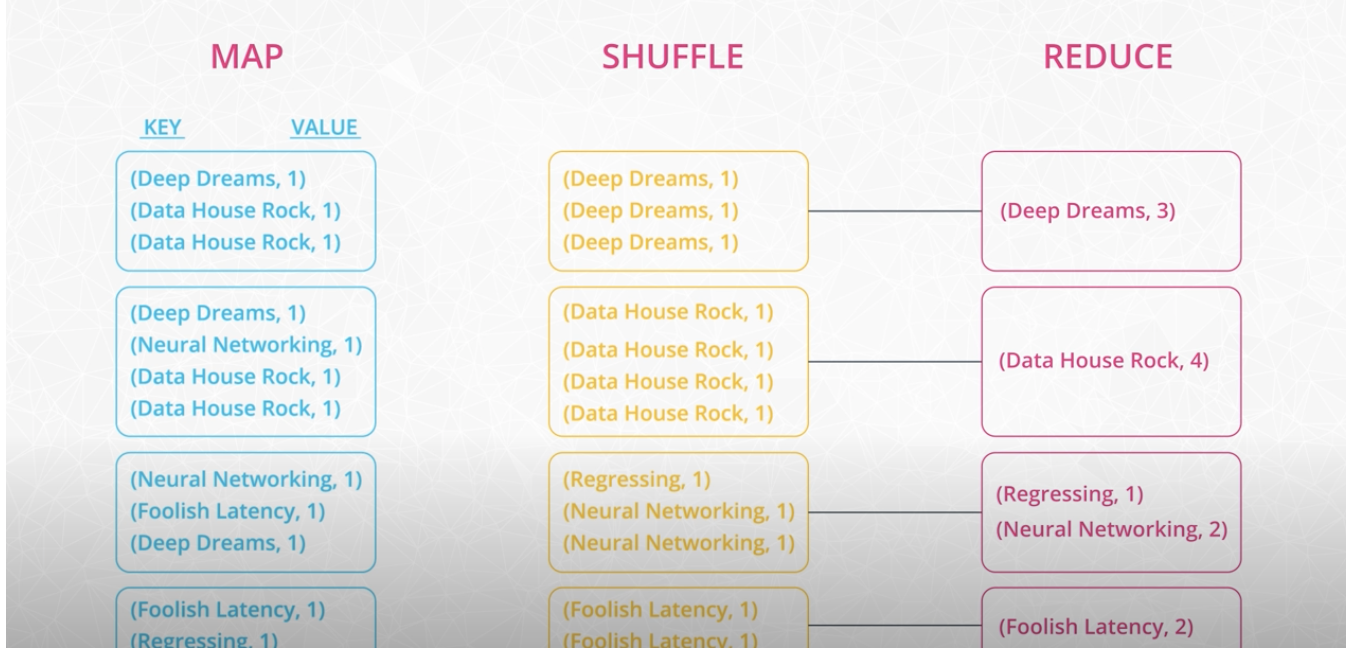 MAP
SHUFFLE
REDUCE
KEY
VALUE
(Deep Dreams, 1)
(Data House Rock, 1)
(Data House Rock, 1)
(Deep Dreams, 1)
(Neural Networking, 1)
(Data House Rock, 1)
(Data House Rock, 1)
(Neural Networking, 1)
(Foolish Latency, 1)
(Deep Dreams, 1)
(Foolish Latency, 1)
(Regressing, 1)
(Deep Dreams, 1)
(Deep Dreams, 1)
(Deep Dreams, 1)
(Data House Rock, 1)
(Data House Rock, 1)
(Data House Rock, 1)
(Data House Rock, 1)
(Regressing, 1)
(Neural Networking, 1)
(Neural Networking, 1)
(Foolish Latency, 1)
(Foolish Latency, 1)
(Deep Dreams, 3)
(Data House Rock, 4)
(Regressing, 1)
(Neural Networking, 2)
(Foolish Latency, 2)